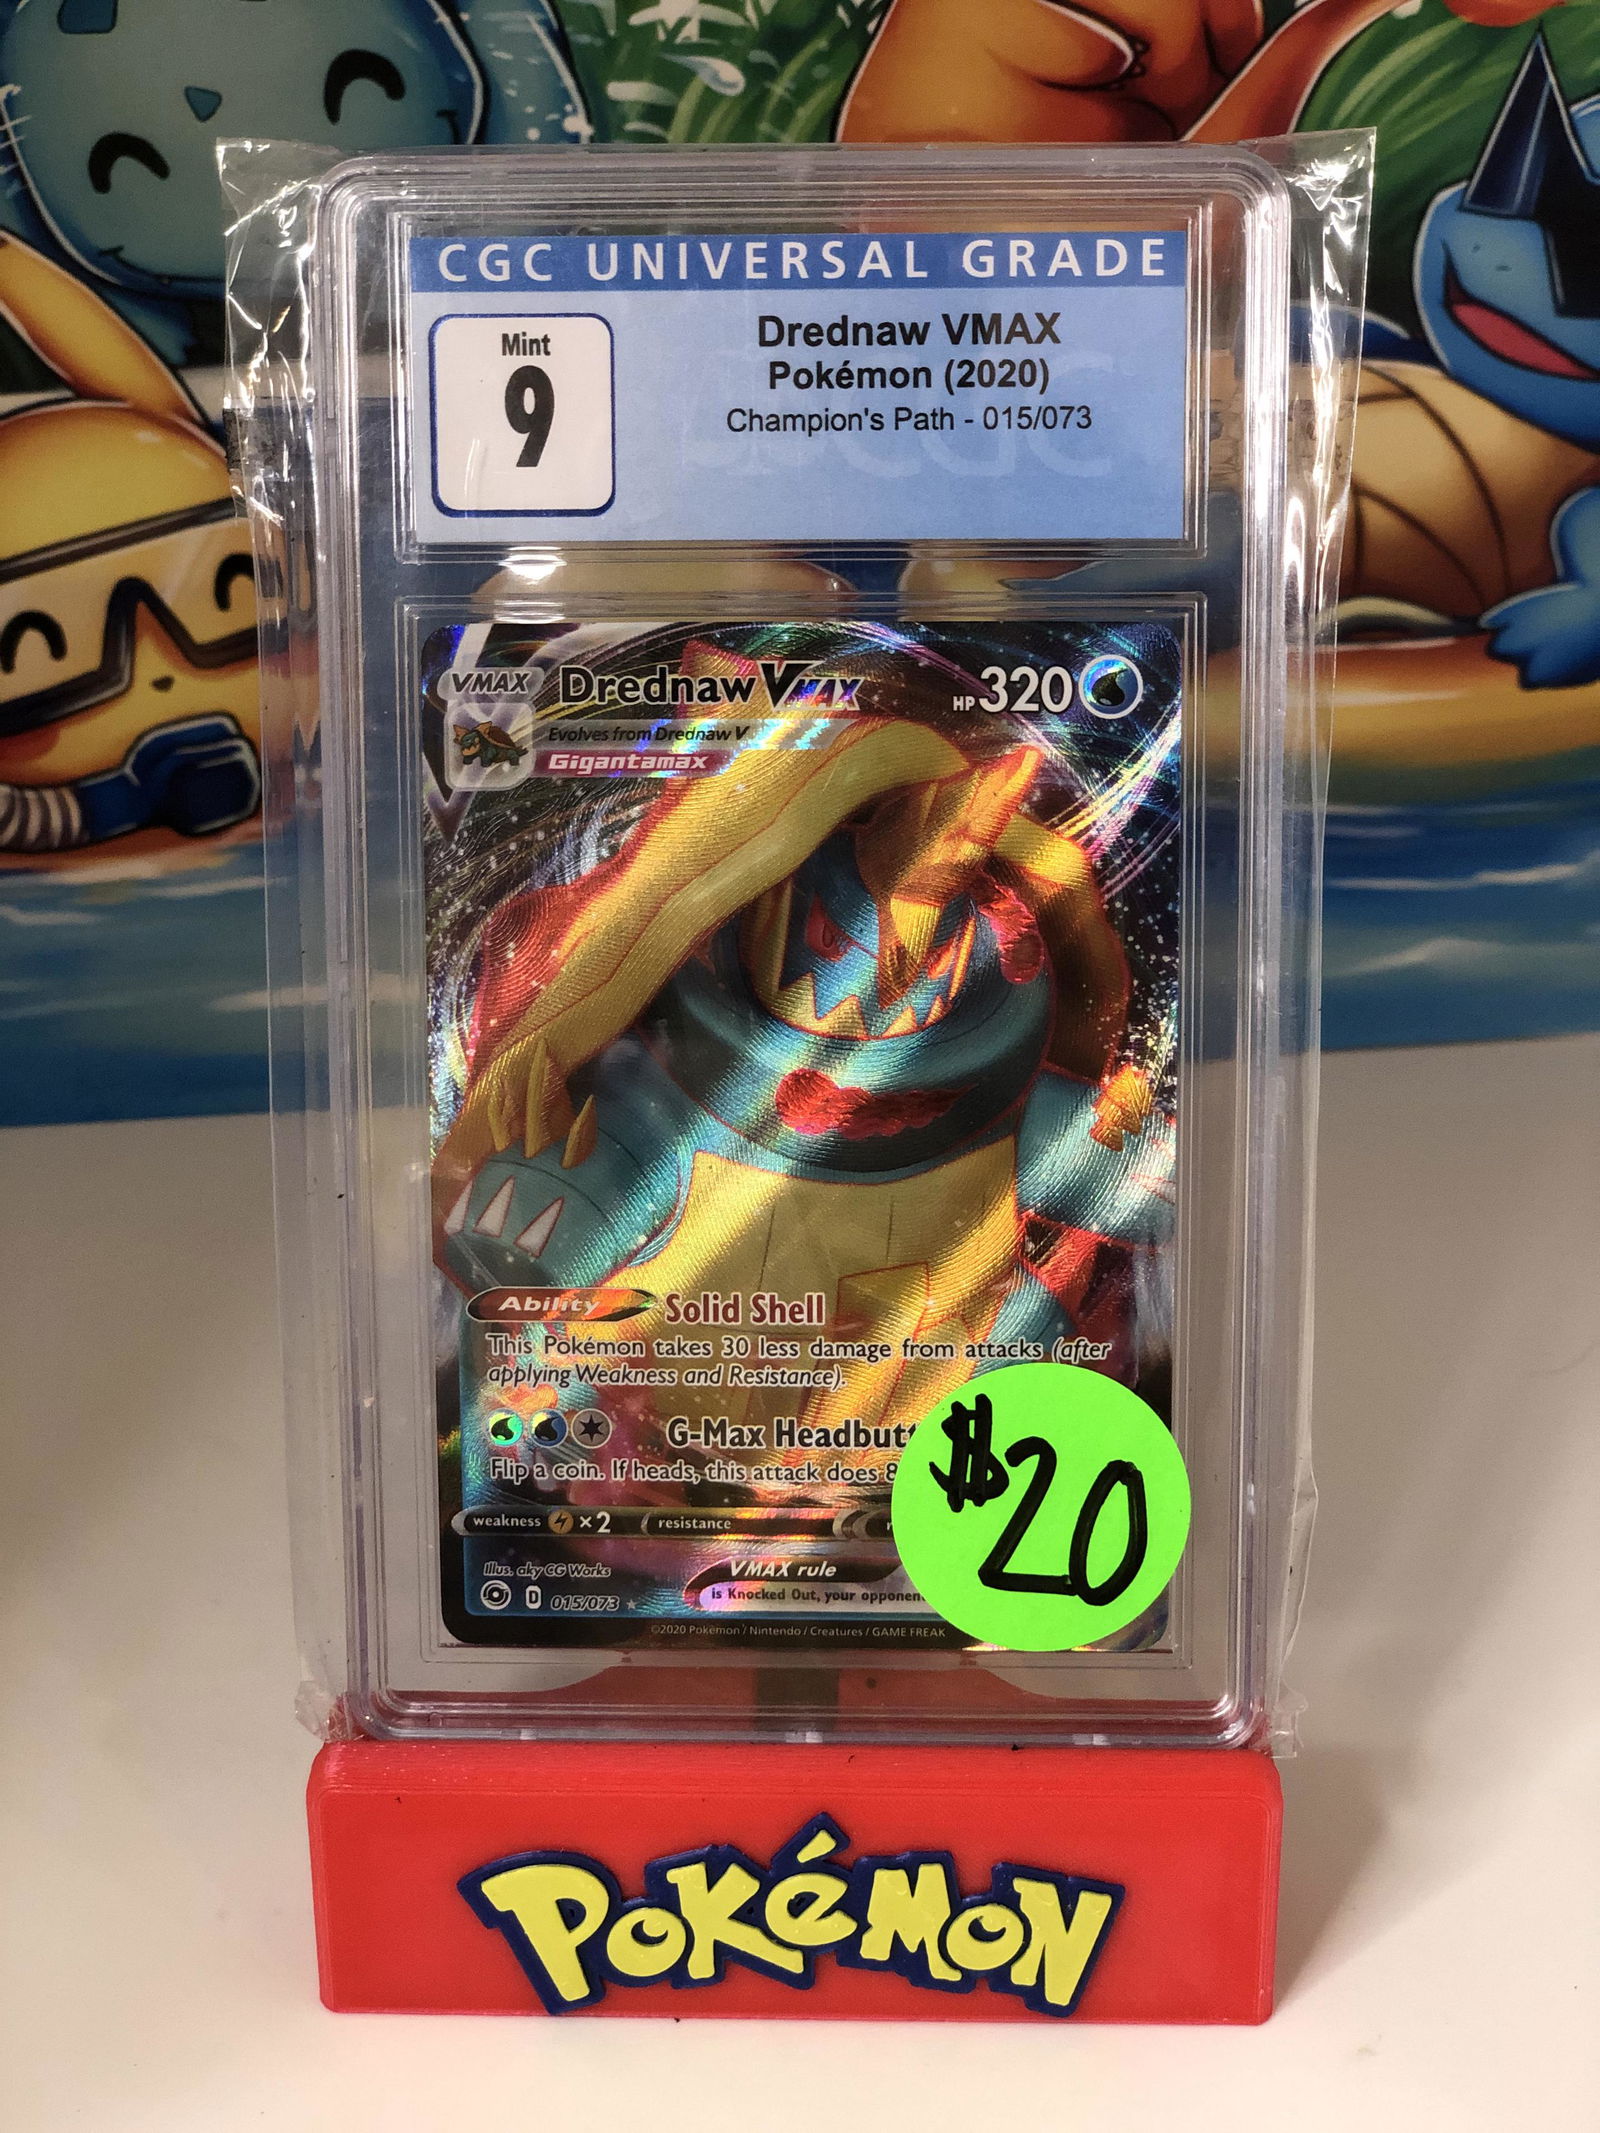 CGC UNIVERSAL GRADE
Mint
9
Drednaw VMAX
Pokémon (2020)
Champion's Path - 015/073
VMAX
Drednaw VMAX
HP 320
Evolves from Drednaw V
Gigantamax
Ability Solid Shell
This Pokémon takes 30 less damage from attacks (after
applying Weakness and Resistance).
G-Max Headbutt
Flip a coin. If heads, this attack does 8
weakness ×2 resistance
Illus. aky CG Works
VMAX rule
D 015/073 ★
is Knocked Out, your opponen
©2020 Pokémon / Nintendo / Creatures / GAME FREAK
$20
POKéMON